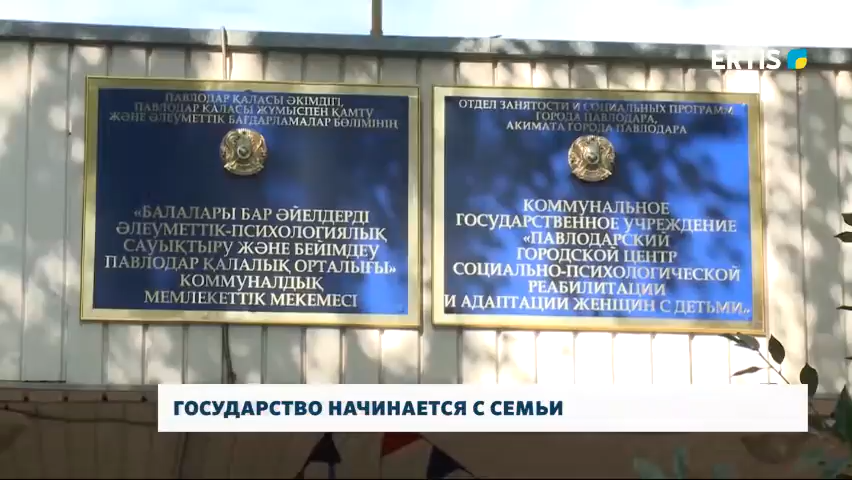 ERTIS
ПАВЛОДАР ҚАЛАСЫ ӘКІМДІГІ,
ПАВЛОДАР ҚАЛАСЫ ЖҰМЫСПЕН ҚАМТУ
ЖӘНЕ ӘЛЕУМЕТТІК БАҒДАРЛАМАЛАР БӨЛІМІНІҢ
«БАЛАЛАРЫ БАР ӘЙЕЛДЕРДІ
ӘЛЕУМЕТТІК-ПСИХОЛОГИЯЛЫҚ
САУЫҚТЫРУ ЖӘНЕ БЕЙІМДЕУ
ПАВЛОДАР ҚАЛАЛЫҚ ОРТАЛЫҒЫ»
КОММУНАЛДЫҚ
МЕМЛЕКЕТТІК МЕКЕМЕСІ
ОТДЕЛ ЗАНЯТОСТИ И СОЦИАЛЬНЫХ ПРОГРАММ
ГОРОДА ПАВЛОДАРА,
АКИМАТА ГОРОДА ПАВЛОДАРА
КОММУНАЛЬНОЕ
ГОСУДАРСТВЕННОЕ УЧРЕЖДЕНИЕ
«ПАВЛОДАРСКИЙ
ГОРОДСКОЙ ЦЕНТР
СОЦИАЛЬНО-ПСИХОЛОГИЧЕСКОЙ
РЕАБИЛИТАЦИИ
И АДАПТАЦИИ ЖЕНЩИН С ДЕТЬМИ»
ГОСУДАРСТВО НАЧИНАЕТСЯ С СЕМЬИ